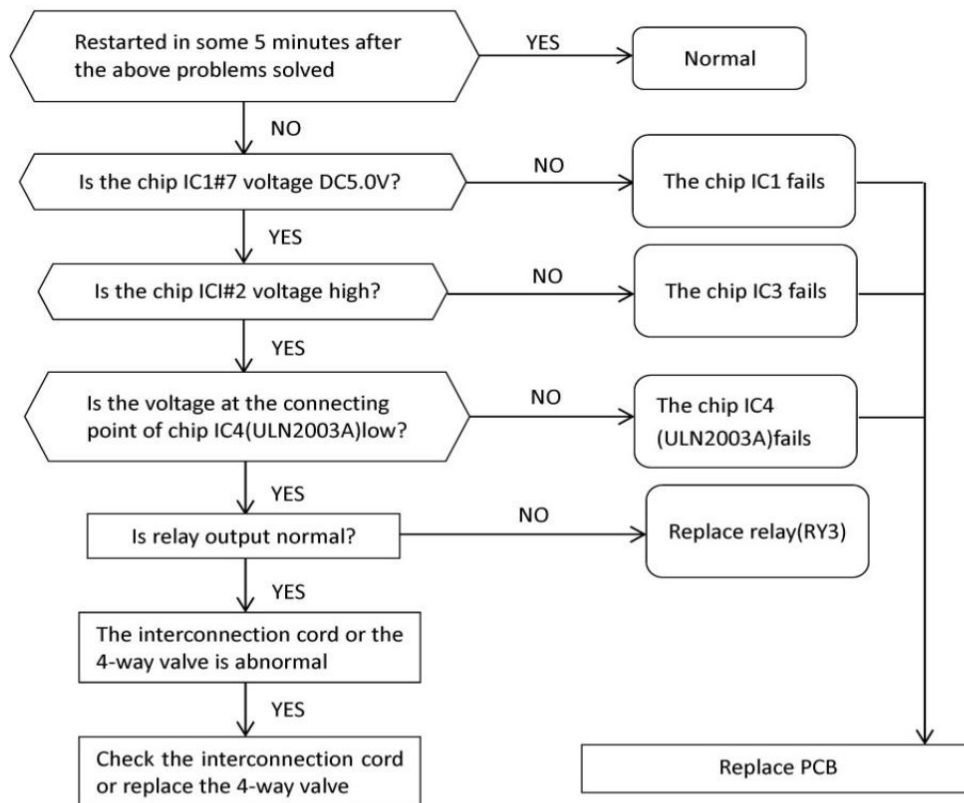 Restarted in some 5 minutes after
the above problems solved
YES
Normal
NO
Is the chip IC1#7 voltage DC5.0V?
NO
The chip IC1 fails
YES
Is the chip ICI#2 voltage high?
NO
The chip IC3 fails
YES
Is the voltage at the connecting
point of chip IC4(ULN2003A)low?
NO
The chip IC4
(ULN2003A)fails
YES
Is relay output normal?
NO
Replace relay(RY3)
YES
The interconnection cord or the
4-way valve is abnormal
YES
Check the interconnection cord
or replace the 4-way valve
Replace PCB